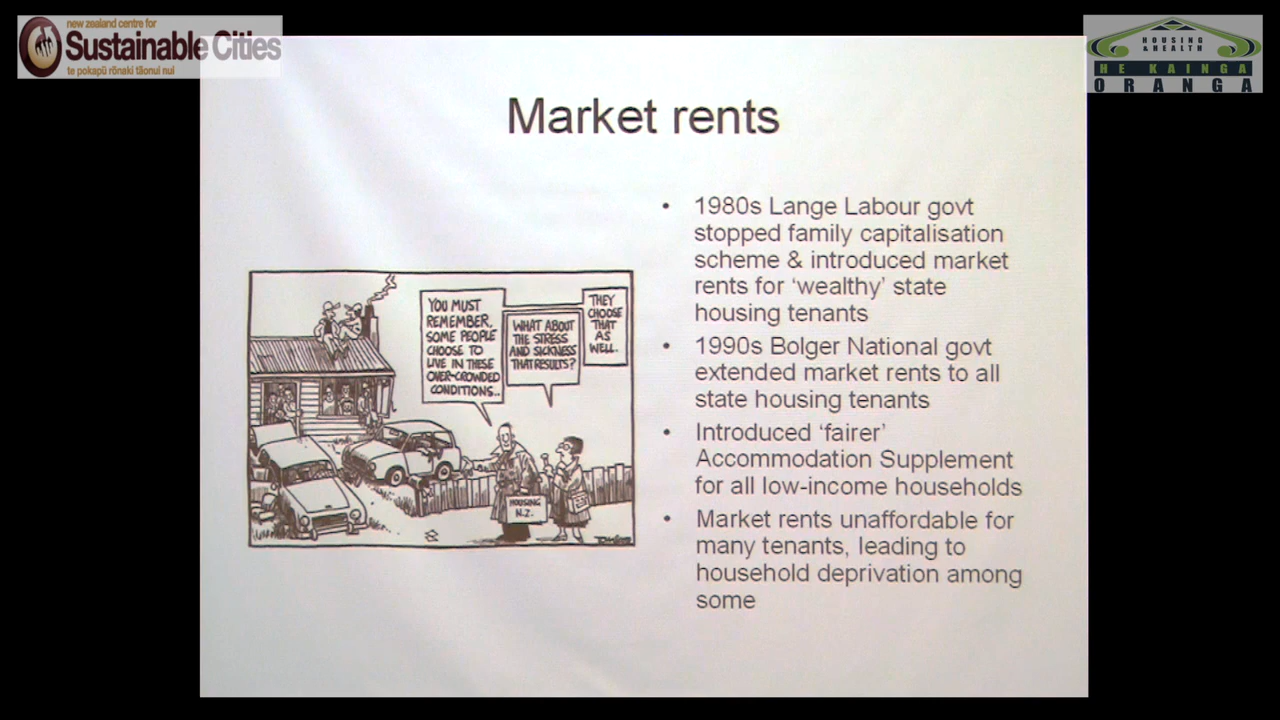 new zealand centre for
Sustainable Cities
te pokapū rōnaki tāonui nui
HOUSING
& HEALTH
HE KAINGA
ORANGA
Market rents
• 1980s Lange Labour govt
stopped family capitalisation
scheme & introduced market
rents for ‘wealthy’ state
housing tenants
• 1990s Bolger National govt
extended market rents to all
state housing tenants
• Introduced ‘fairer’
Accommodation Supplement
for all low-income households
• Market rents unaffordable for
many tenants, leading to
household deprivation among
some
YOU MUST
REMEMBER,
SOME PEOPLE
CHOOSE TO
LIVE IN THESE
OVER-CROWDED
CONDITIONS..
WHAT ABOUT
THE STRESS
AND SICKNESS
THAT RESULTS?
THEY
CHOOSE
THAT
AS
WELL.
HOUSING
N.Z.